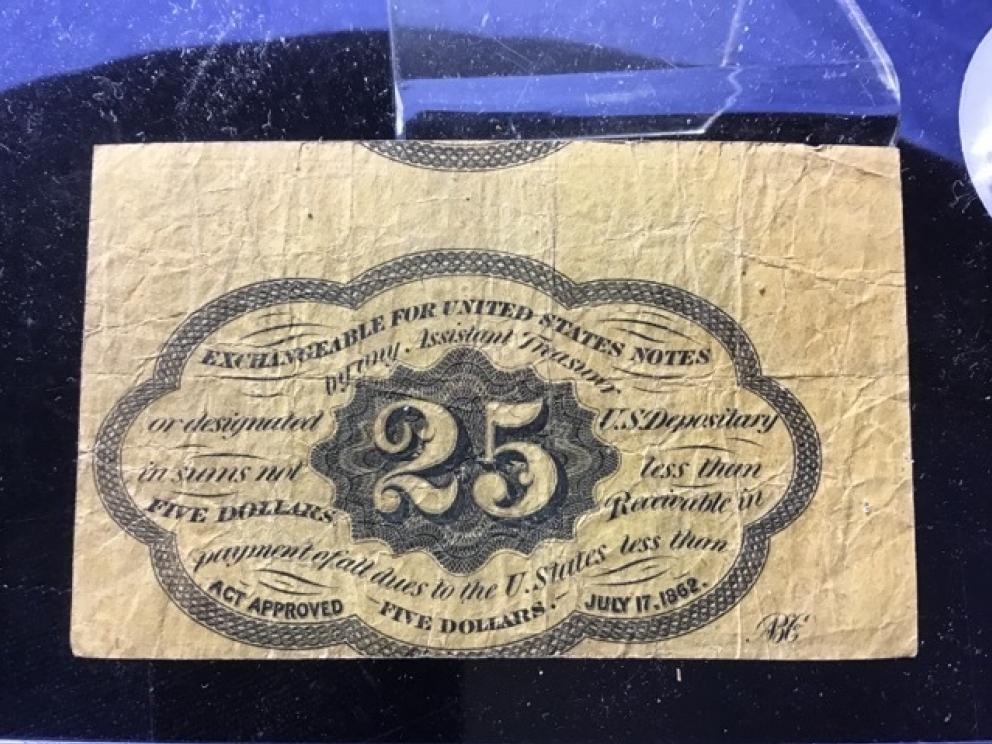 EXCHANGEABLE FOR UNITED STATES NOTES
by any Assistant Treasurer
or designated U.S. Depositary
in sums not less than
FIVE DOLLARS Receivable in
payment of all dues to the U. States less than
FIVE DOLLARS.
ACT APPROVED JULY 17, 1862.
25
ABCo